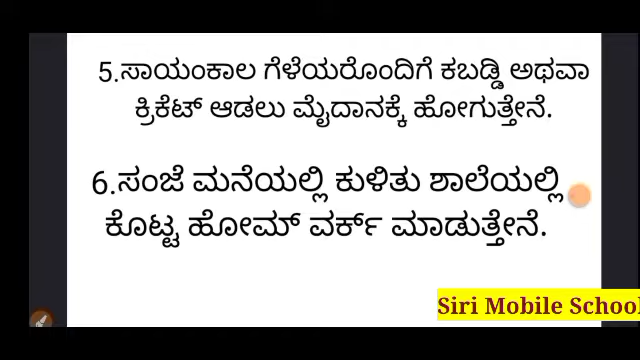 5.ಸಾಯಂಕಾಲ ಗೆಳೆಯರೊಂದಿಗೆ ಕಬಡ್ಡಿ ಅಥವಾ
ಕ್ರಿಕೆಟ್ ಆಡಲು ಮೈದಾನಕ್ಕೆ ಹೋಗುತ್ತೇನೆ.
6.ಸಂಜೆ ಮನೆಯಲ್ಲಿ ಕುಳಿತು ಶಾಲೆಯಲ್ಲಿ
ಕೊಟ್ಟ ಹೋಮ್ ವರ್ಕ್ ಮಾಡುತ್ತೇನೆ.
Siri Mobile School